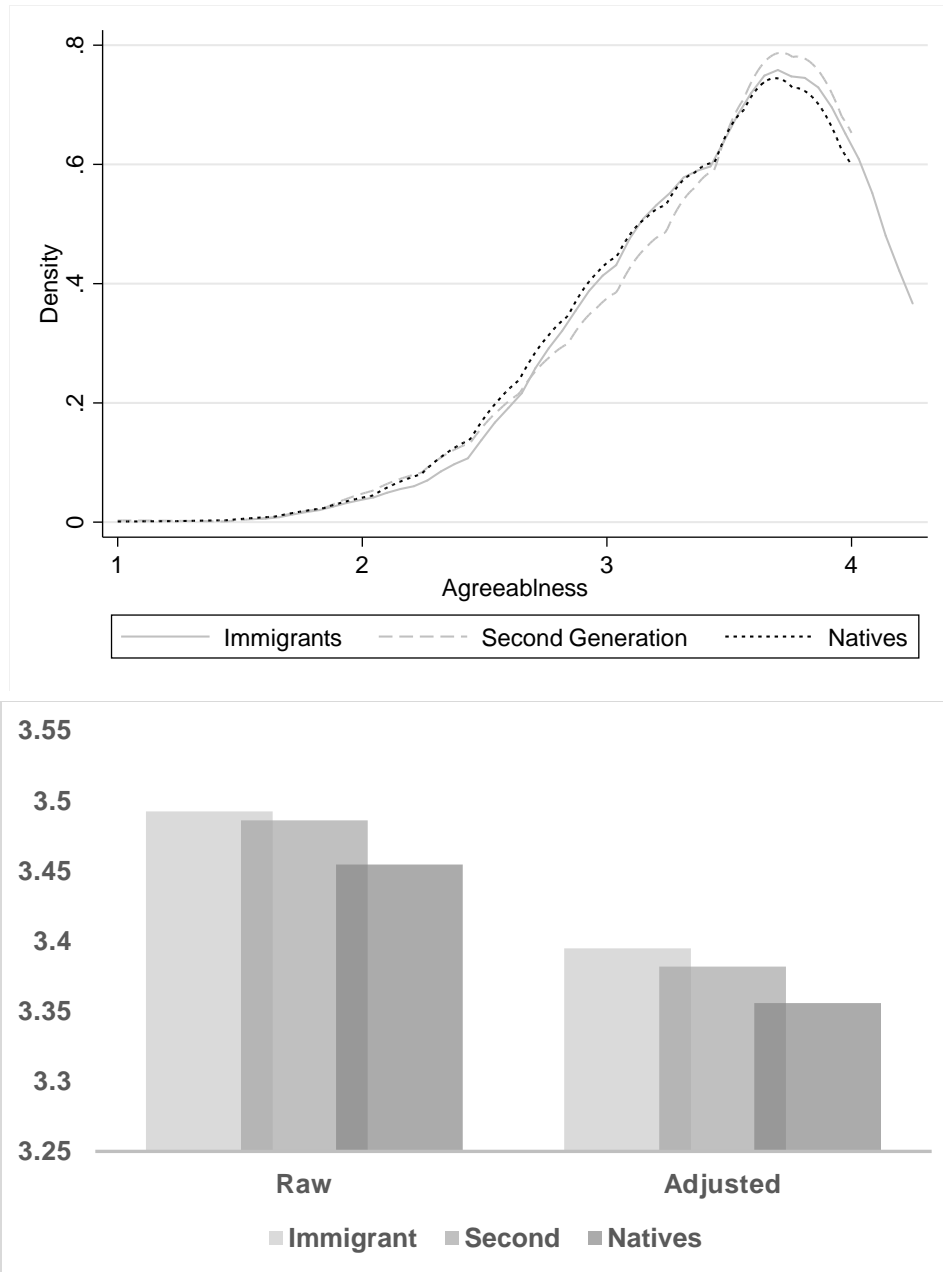 .8
.6
.4
.2
0
Density
1 2 3 4
Agreeablness
Immigrants Second Generation Natives
3.55
3.5
3.45
3.4
3.35
3.3
3.25
Raw Adjusted
Immigrant Second Natives